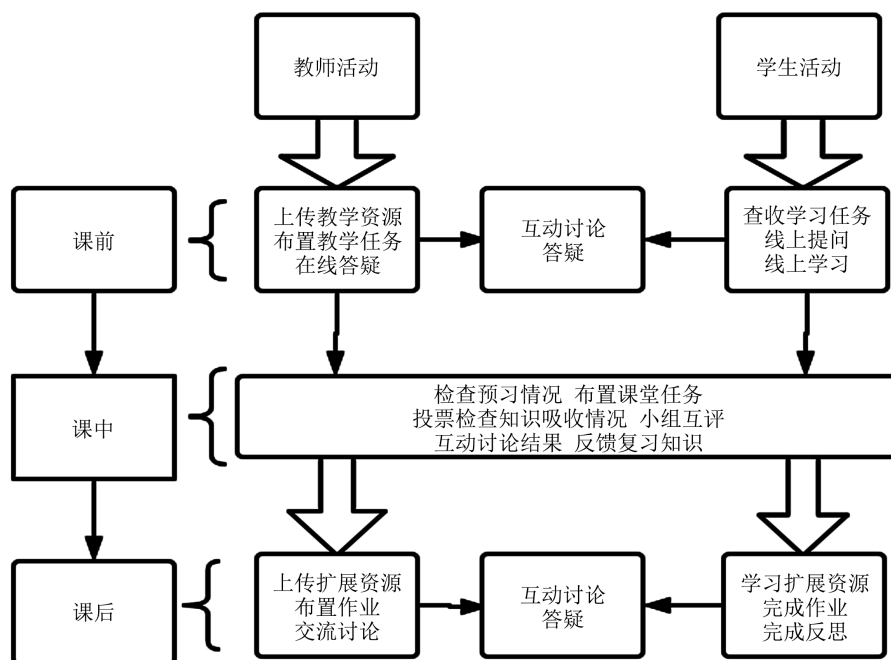 教师活动
学生活动
课前
上传教学资源
布置教学任务
在线答疑
互动讨论
答疑
查收学习任务
线上提问
线上学习
课中
检查预习情况 布置课堂任务
投票检查知识吸收情况 小组互评
互动讨论结果 反馈复习知识
课后
上传扩展资源
布置作业
交流讨论
互动讨论
答疑
学习扩展资源
完成作业
完成反思